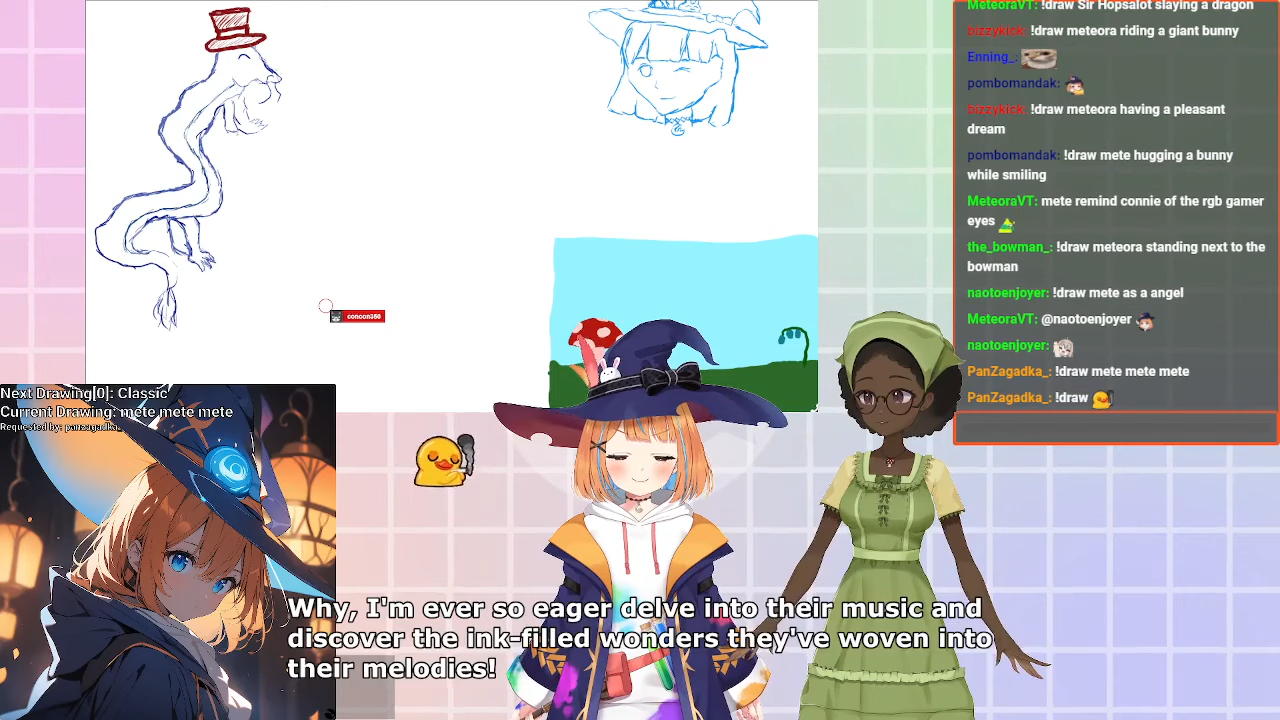 MeteoraVT: !draw Sir Hopsalot slaying a dragon
bizzykick: !draw meteora riding a giant bunny
Enning_:
pombomandak:
bizzykick: !draw meteora having a pleasant
dream
pombomandak: !draw mete hugging a bunny
while smiling
MeteoraVT: mete remind connie of the rgb gamer
eyes
the_bowman_: !draw meteora standing next to the
bowman
naotoenjoyer: !draw mete as a angel
MeteoraVT: @naotoenjoyer
naotoenjoyer:
PanZagadka_: !draw mete mete mete
PanZagadka_: !draw
concon350
Next Drawing[0]: Classic
Current Drawing: mete mete mete
Requested by: panzagadka_
Why, I'm ever so eager delve into their music and
discover the ink-filled wonders they've woven into
their melodies!